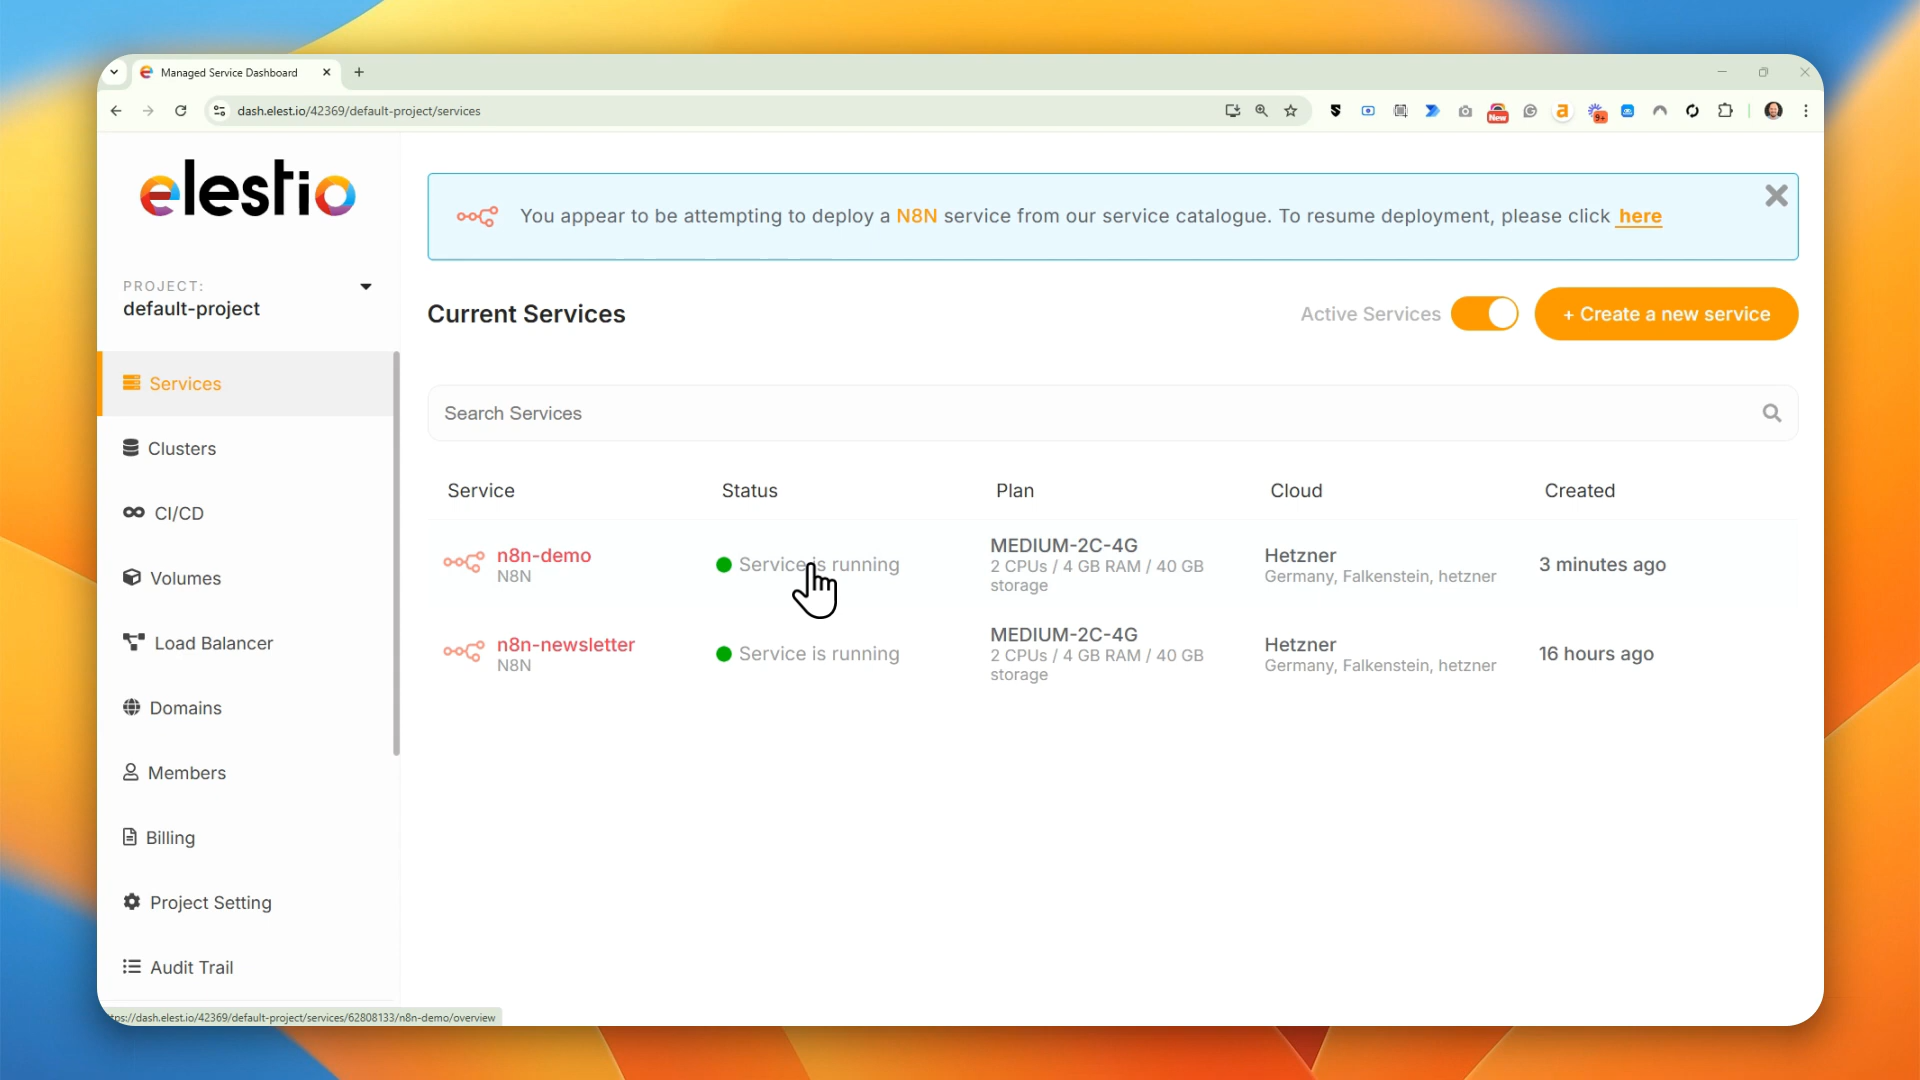 Managed Service Dashboard
dash.elest.io/42369/default-project/services
New
a
9+
elestio
You appear to be attempting to deploy a N8N service from our service catalogue. To resume deployment, please click here
PROJECT:
default-project
Current Services
Active Services
+ Create a new service
Services
Search Services
Clusters
Service Status Plan Cloud Created
CI/CD
n8n-demo
N8N
Service is running
MEDIUM-2C-4G
2 CPUs / 4 GB RAM / 40 GB
storage
Hetzner
Germany, Falkenstein, hetzner
3 minutes ago
Volumes
n8n-newsletter
N8N
Service is running
MEDIUM-2C-4G
2 CPUs / 4 GB RAM / 40 GB
storage
Hetzner
Germany, Falkenstein, hetzner
16 hours ago
Load Balancer
Domains
Members
Billing
Project Setting
Audit Trail
tps://dash.elest.io/42369/default-project/services/62808133/n8n-demo/overview